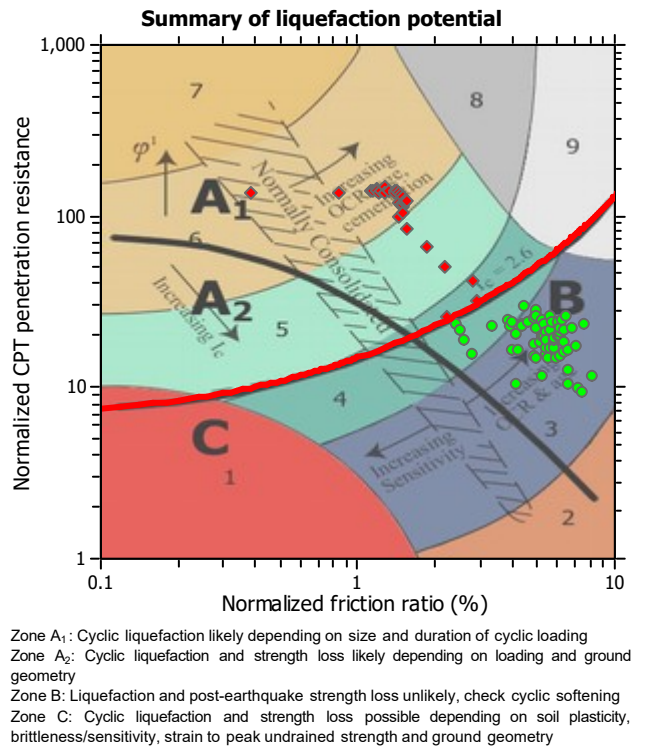 Summary of liquefaction potential
Normalized CPT penetration resistance
1,000
100
10
1
7
8
9
φ'
Increasing
OCR & age,
cementation
A1
Normally Consolidated
6
Ic = 2.6
A2
B
Increasing Ic
5
Increasing
OCR & age
4
3
C
Increasing
Sensitivity
1
2
0.1
1
10
Normalized friction ratio (%)
Zone A1: Cyclic liquefaction likely depending on size and duration of cyclic loading
Zone A2: Cyclic liquefaction and strength loss likely depending on loading and ground
geometry
Zone B: Liquefaction and post-earthquake strength loss unlikely, check cyclic softening
Zone C: Cyclic liquefaction and strength loss possible depending on soil plasticity,
brittleness/sensitivity, strain to peak undrained strength and ground geometry